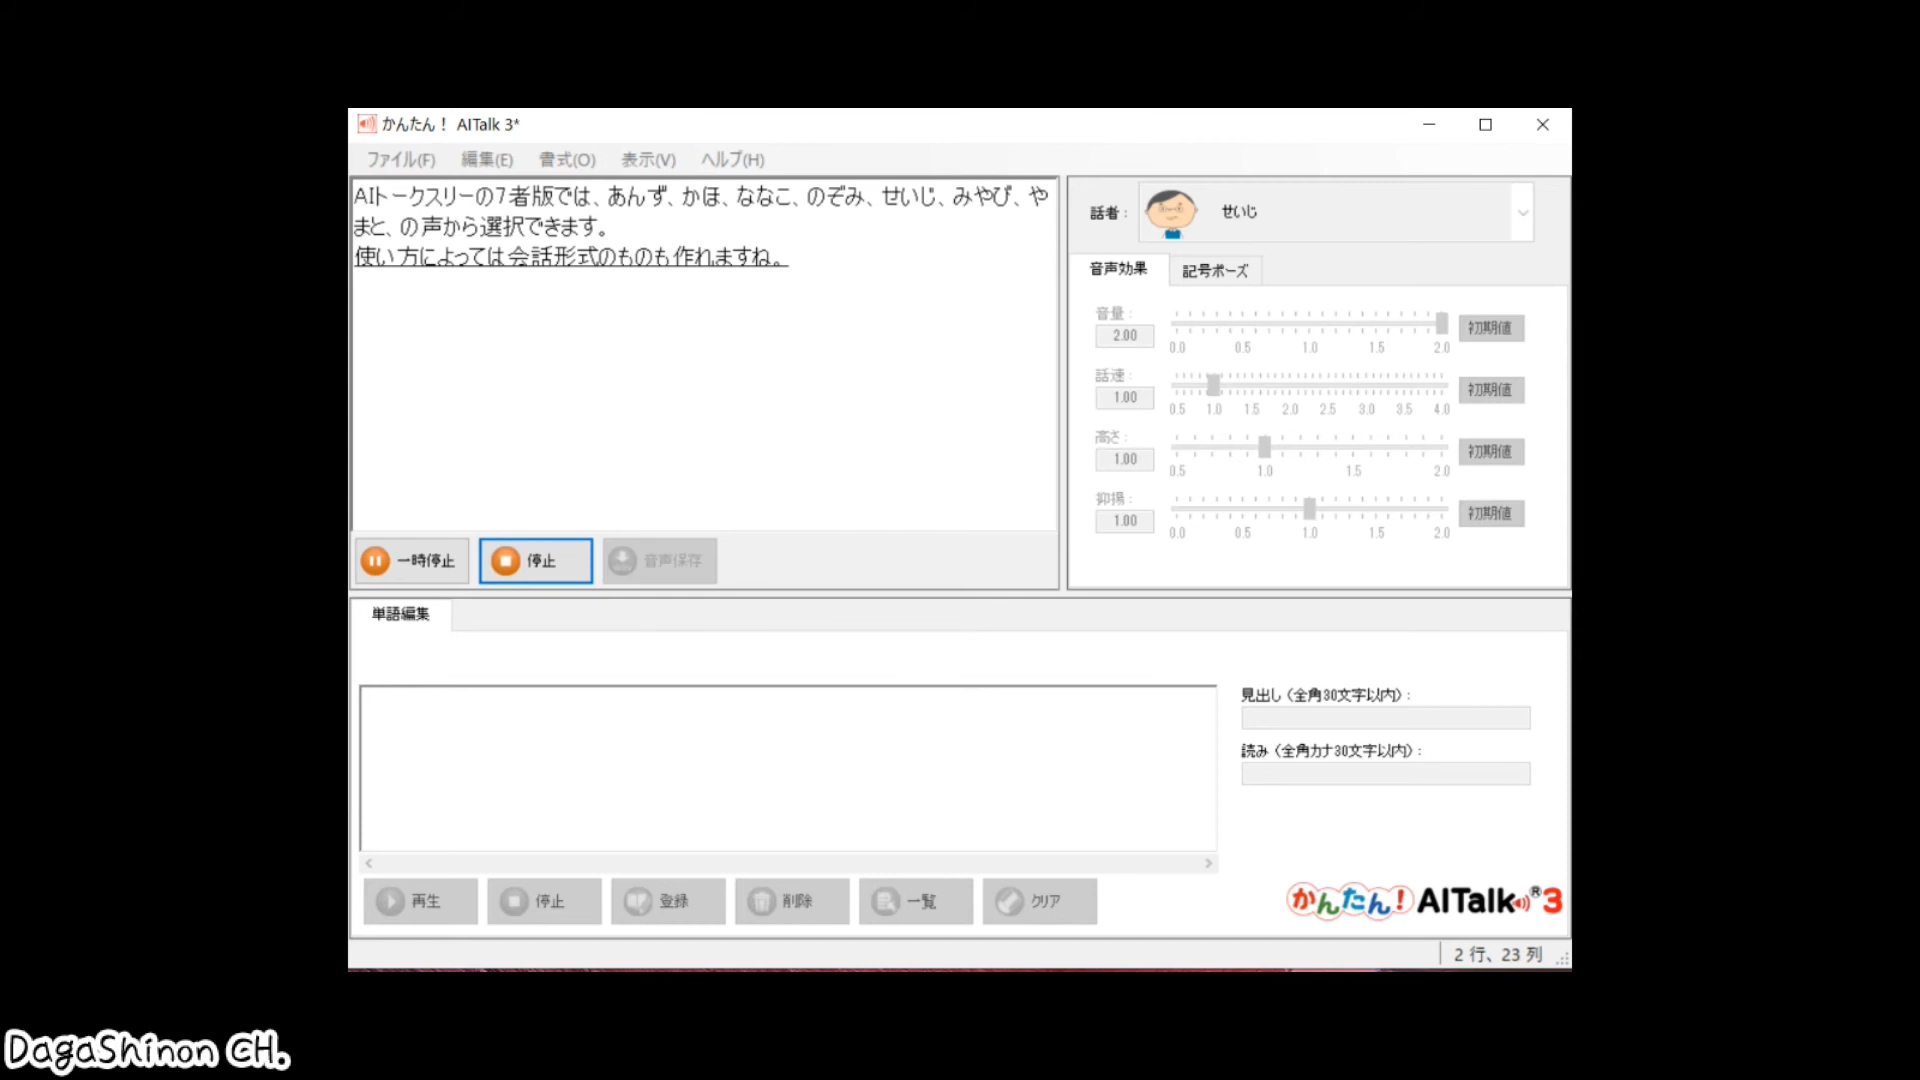 かんたん！ AITalk 3*
ファイル(F) 編集(E) 書式(O) 表示(V) ヘルプ(H)
AIトークスリーの7者版では、あんず、かほ、ななこ、のぞみ、せいじ、みやび、や
まと、の声から選択できます。
使い方によっては会話形式のものも作れますね。
一時停止 停止 音声保存
話者： せいじ
音声効果 記号ポーズ
音量：
2.00
0.0 0.5 1.0 1.5 2.0
初期値
話速：
1.00
0.5 1.0 1.5 2.0 2.5 3.0 3.5 4.0
初期値
高さ：
1.00
0.5 1.0 1.5 2.0
初期値
抑揚：
1.00
0.0 0.5 1.0 1.5 2.0
初期値
単語編集
見出し（全角30文字以内）：
読み（全角カナ30文字以内）：
再生 停止 登録 削除 一覧 クリア
かんたん! AITalk®3
2 行、23 列
DagaShinon CH.